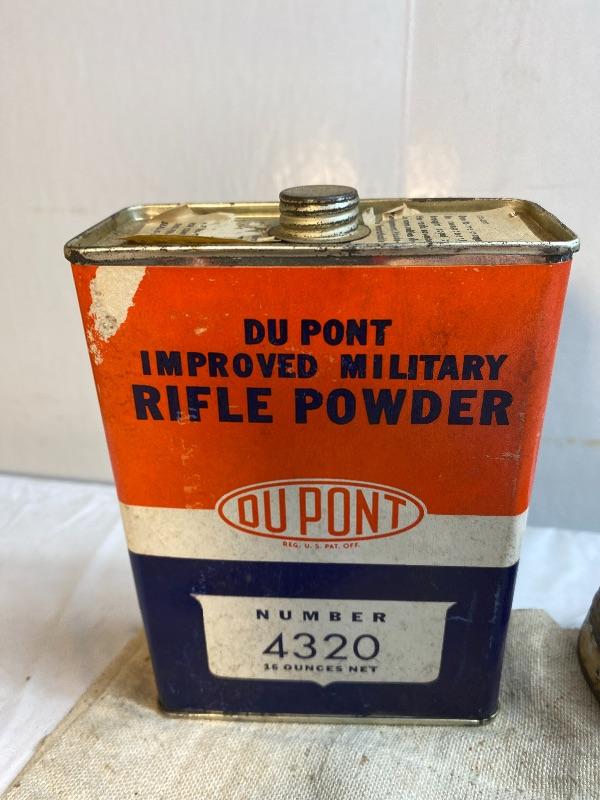 DU PONT
IMPROVED MILITARY
RIFLE POWDER
DU PONT
REG. U. S. PAT. OFF.
NUMBER
4320
16 OUNCES NET